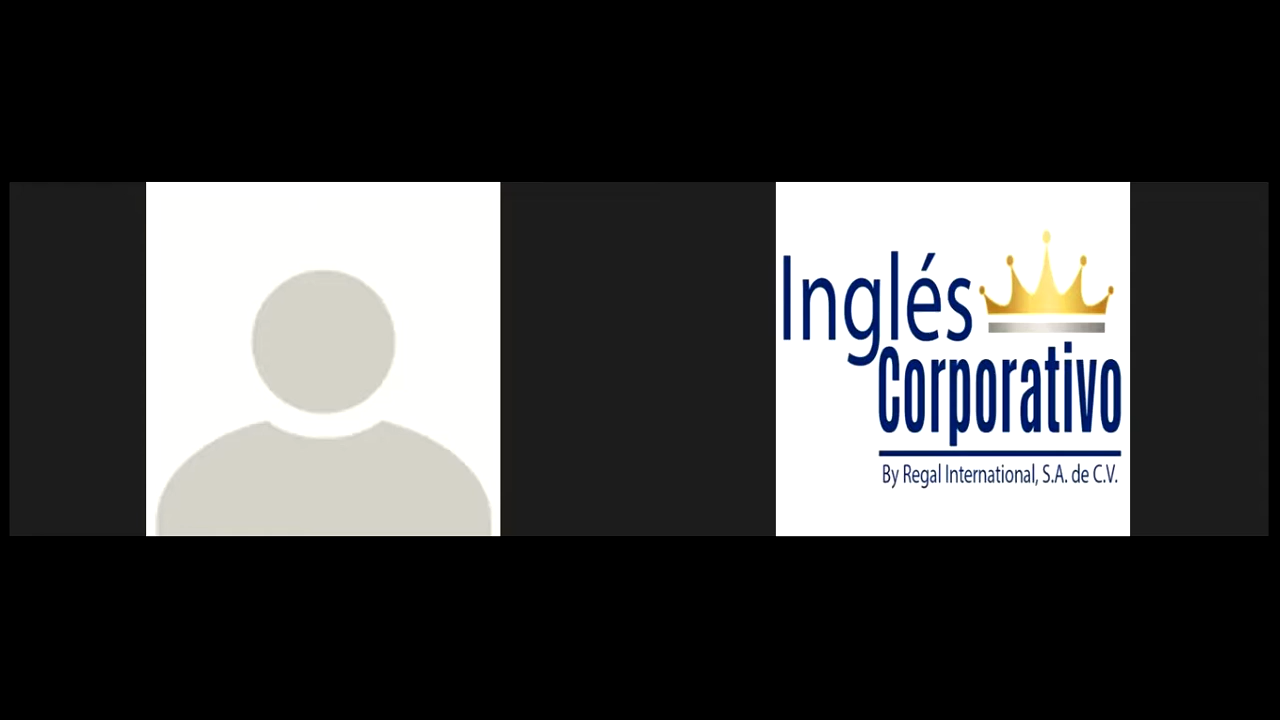 Inglés
Corporativo
By Regal International, S.A. de C.V.